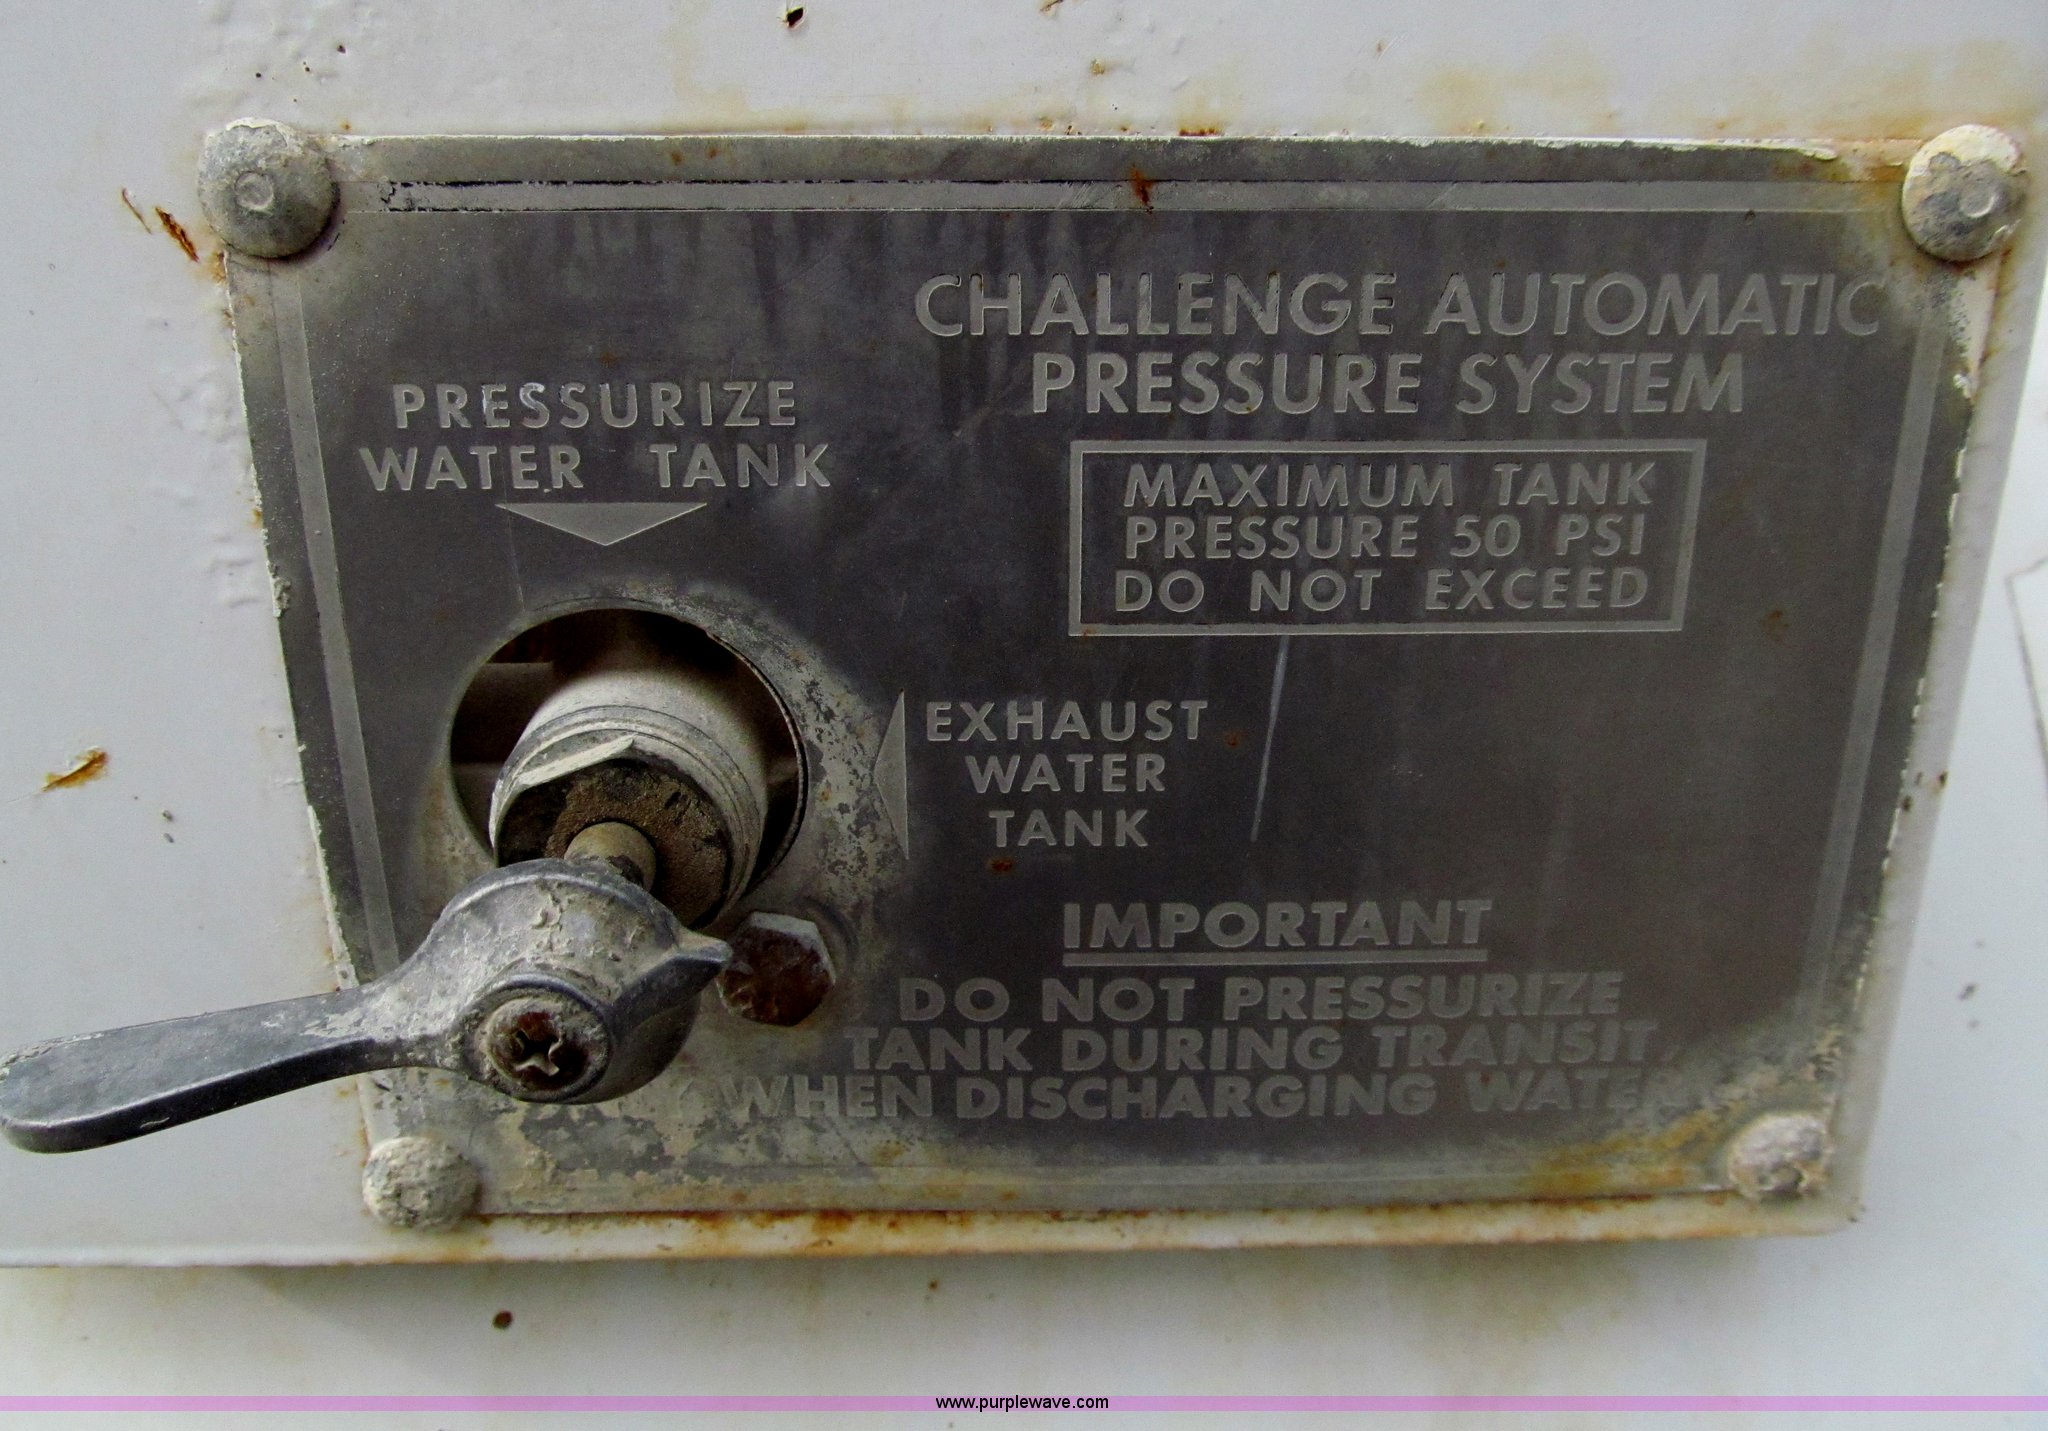 CHALLENGE AUTOMATIC
PRESSURE SYSTEM
PRESSURIZE
WATER TANK
MAXIMUM TANK
PRESSURE 50 PSI
DO NOT EXCEED
EXHAUST
WATER
TANK
IMPORTANT
DO NOT PRESSURIZE
TANK DURING TRANSIT,
WHEN DISCHARGING WATER
www.purplewave.com